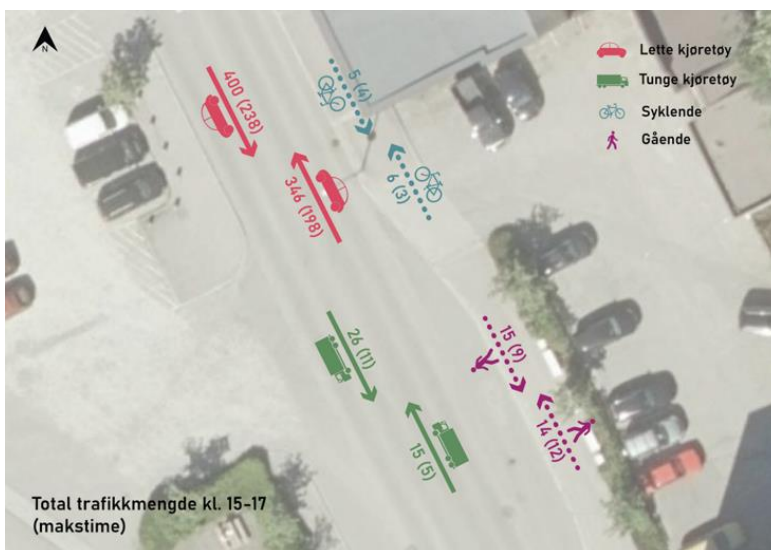 N
400 (238)
5 (4)
Lette kjøretøy
Tunge kjøretøy
Syklende
Gående
346 (198)
6 (3)
26 (11)
15 (9)
15 (5)
14 (12)
Total trafikkmengde kl. 15-17
(makstime)